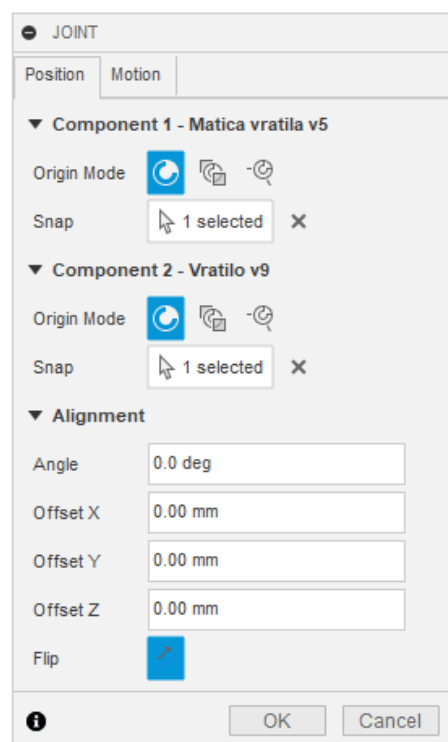 JOINT
Position Motion
Component 1 - Matica vratila v5
Origin Mode
Snap 1 selected
Component 2 - Vratilo v9
Origin Mode
Snap 1 selected
Alignment
Angle 0.0 deg
Offset X 0.00 mm
Offset Y 0.00 mm
Offset Z 0.00 mm
Flip
OK Cancel